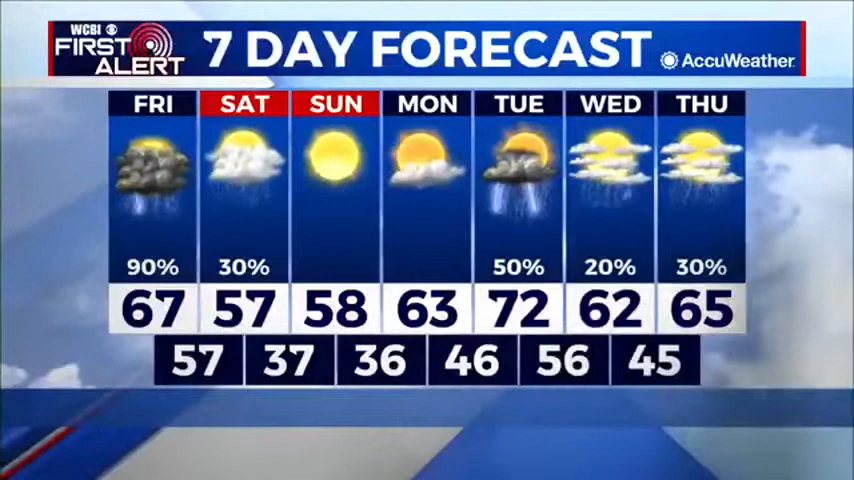 WCBI
FIRST
ALERT
7 DAY FORECAST
AccuWeather
FRI SAT SUN MON TUE WED THU
90% 30% 50% 20% 30%
67 57 58 63 72 62 65
57 37 36 46 56 45